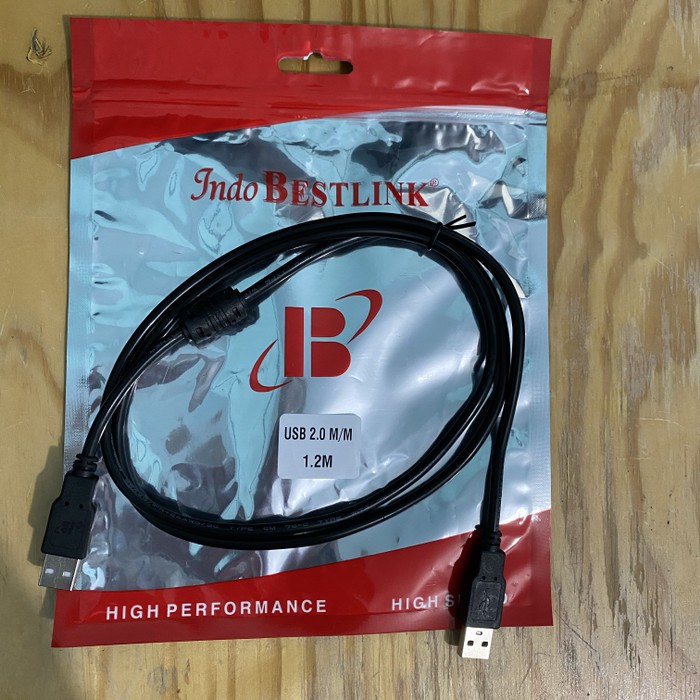 Indo BESTLINK®
B
USB 2.0 M/M
1.2M
HIGH PERFORMANCE
HIGH